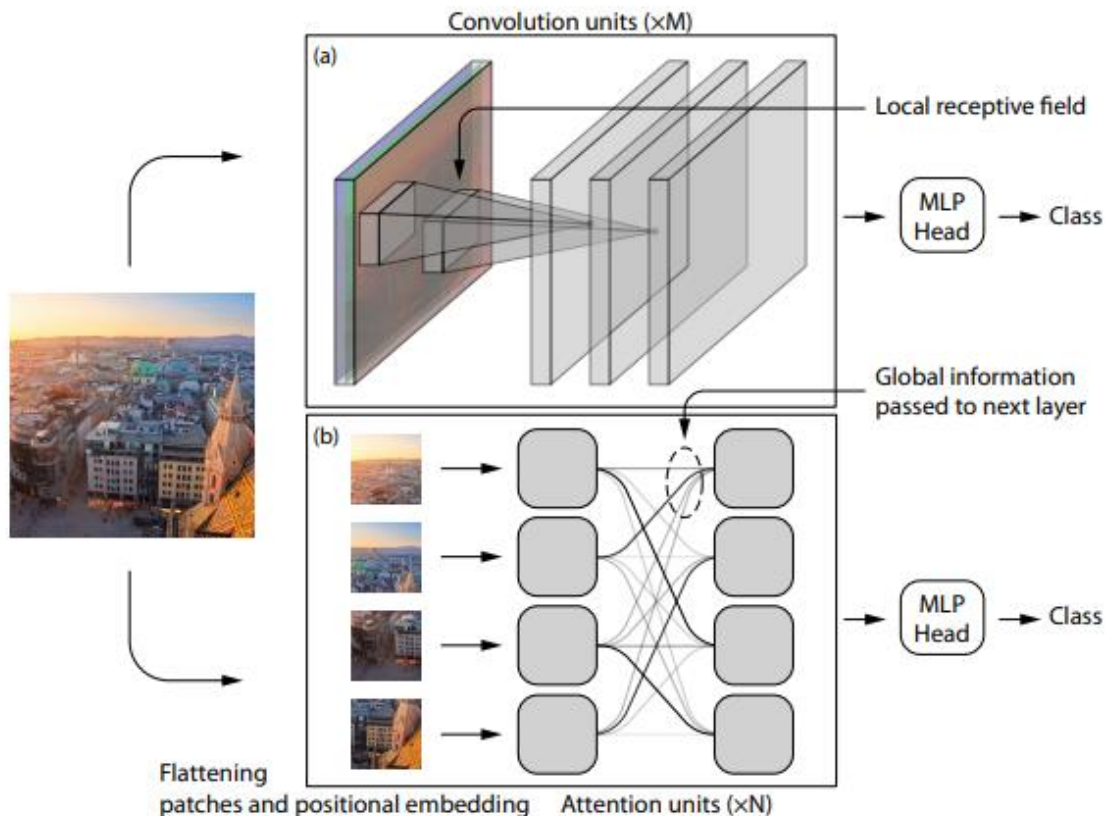 Convolution units (×M)
(a)
Local receptive field
MLP
Head
Class
Global information
passed to next layer
(b)
MLP
Head
Class
Flattening
patches and positional embedding
Attention units (×N)